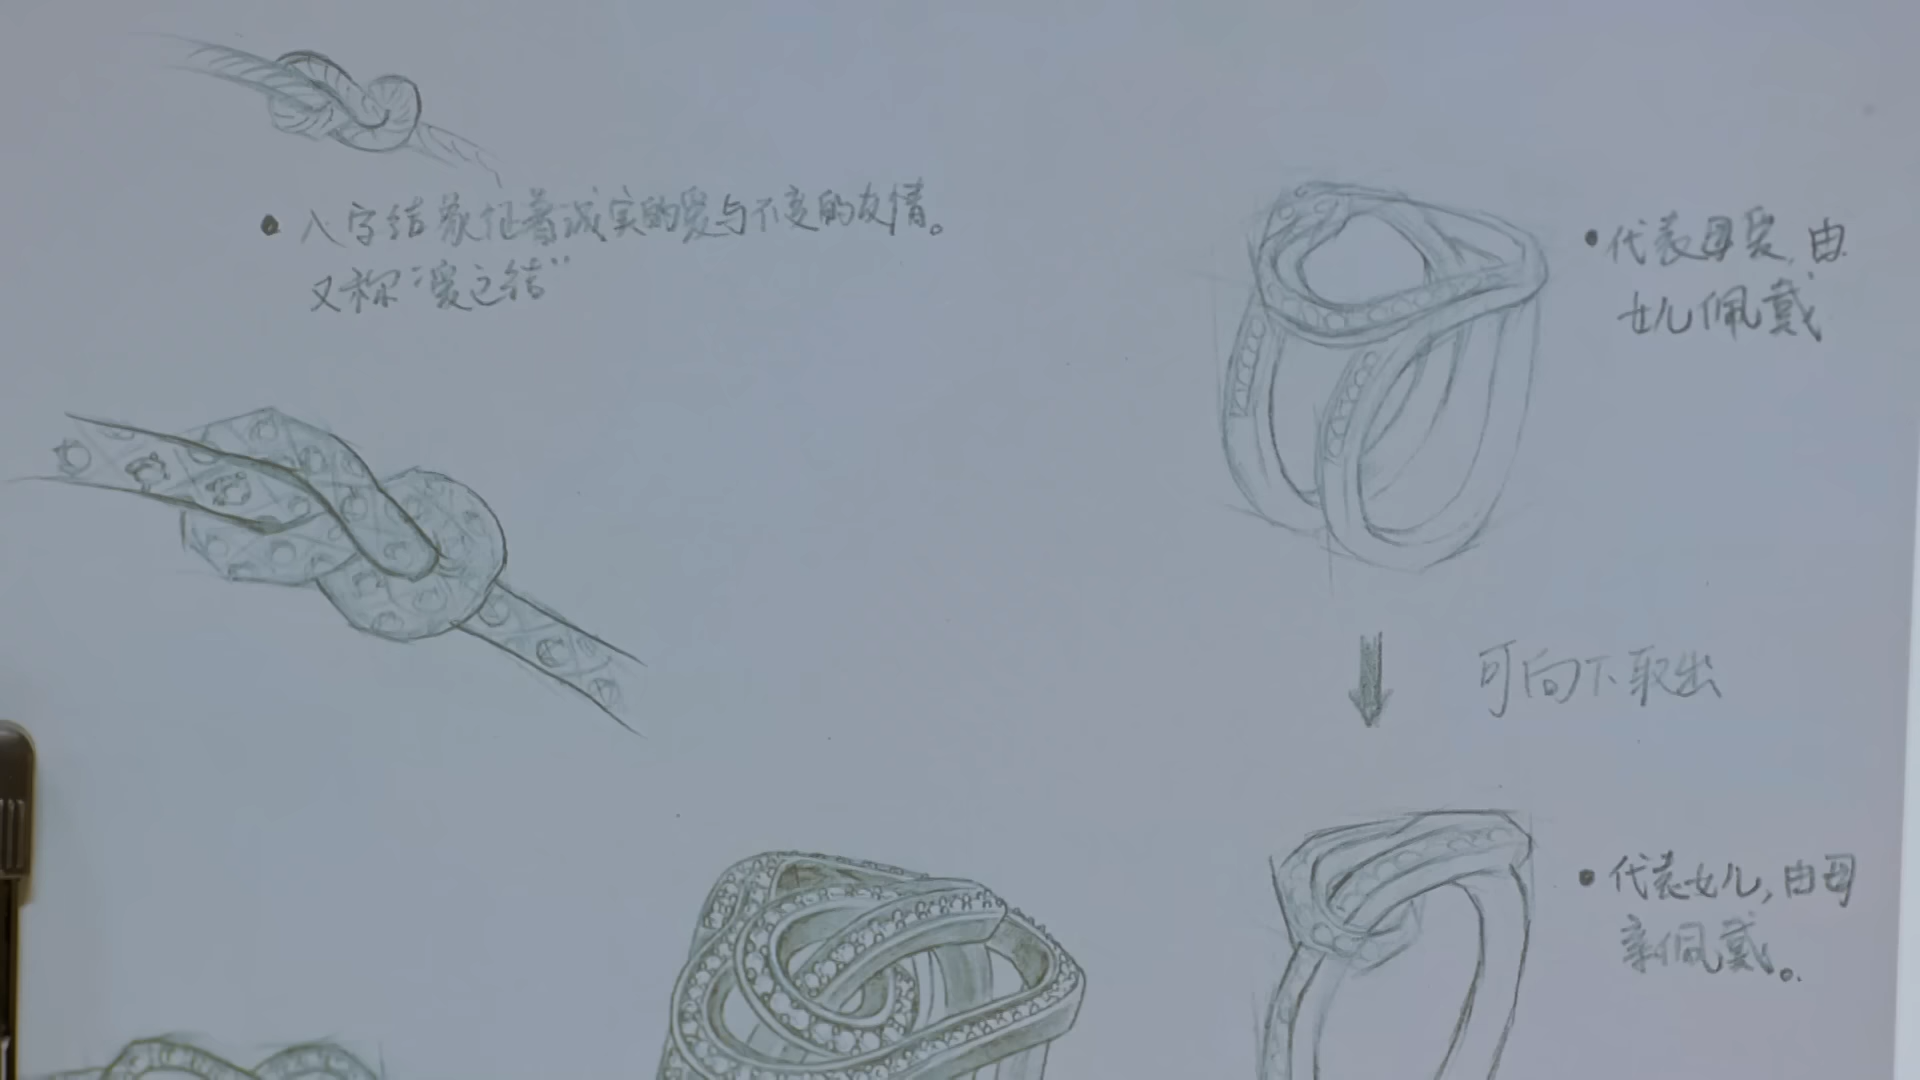 八字结象征着诚实的爱与不变的友情。
又称“爱之结”
代表母爱，由
女儿佩戴
可向下取出
代表女儿，由母
亲佩戴。